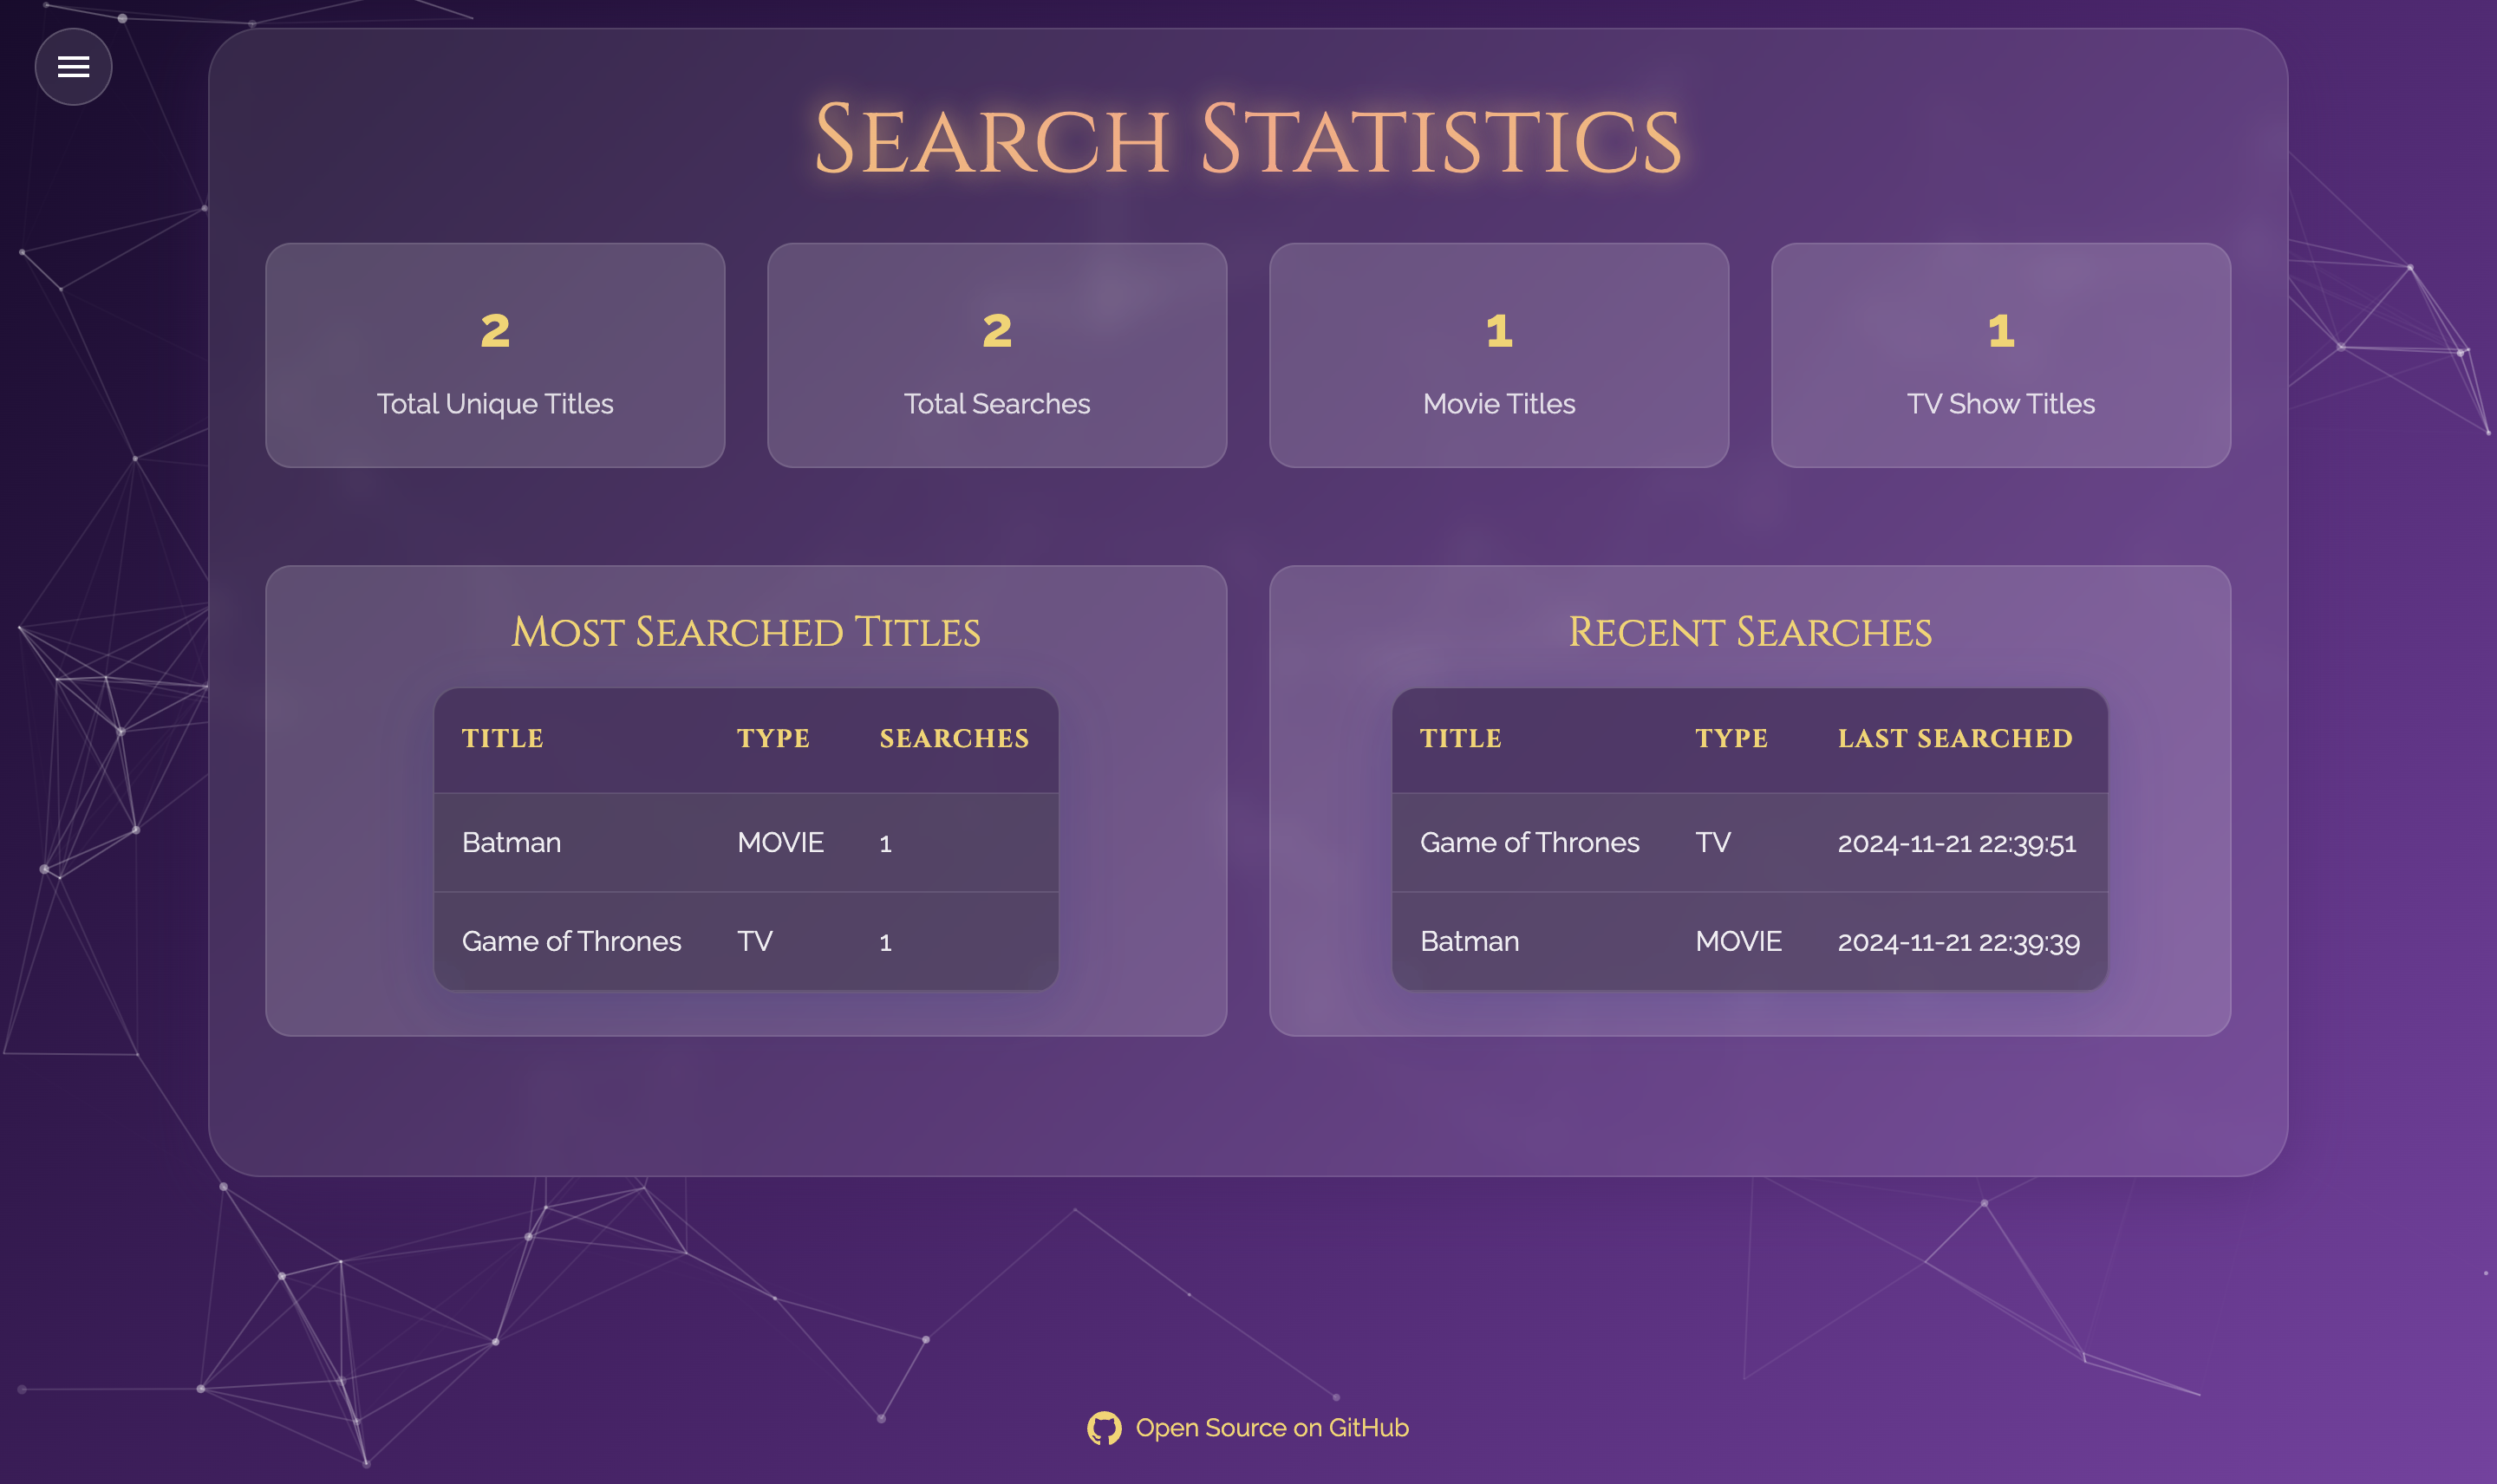 Search Statistics
2
Total Unique Titles
2
Total Searches
1
Movie Titles
1
TV Show Titles
Most Searched Titles
TITLE TYPE SEARCHES
Batman MOVIE 1
Game of Thrones TV 1
Recent Searches
TITLE TYPE LAST SEARCHED
Game of Thrones TV 2024-11-21 22:39:51
Batman MOVIE 2024-11-21 22:39:39
Open Source on GitHub